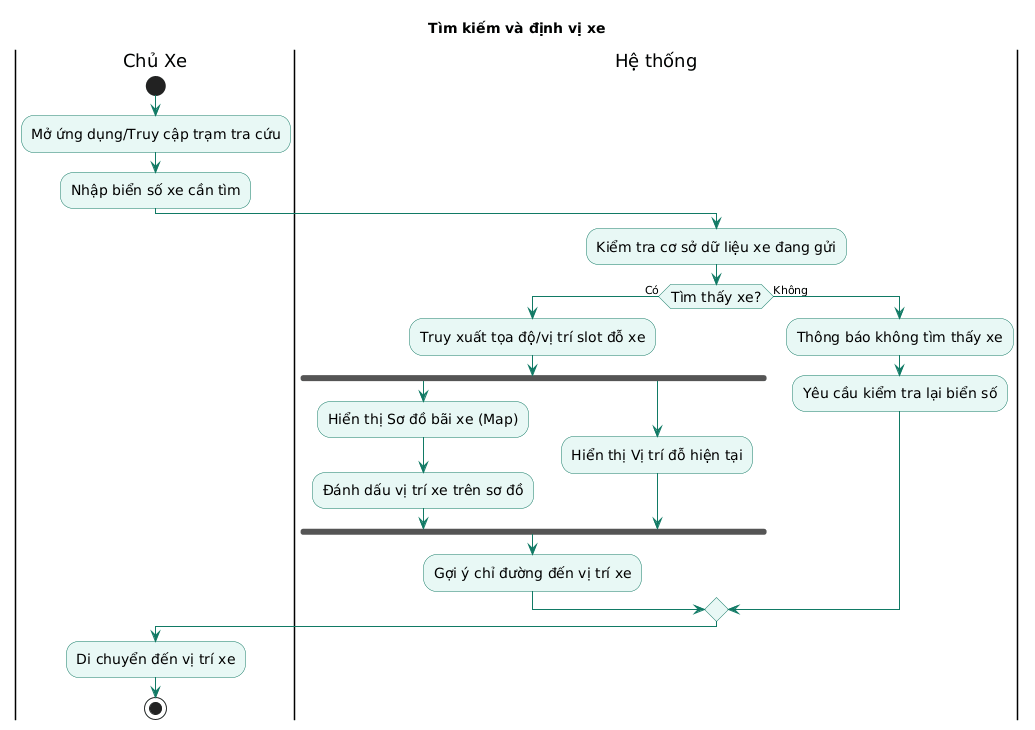 Tìm kiếm và định vị xe
Chủ Xe
Hệ thống
Mở ứng dụng/Truy cập trạm tra cứu
Nhập biển số xe cần tìm
Kiểm tra cơ sở dữ liệu xe đang gửi
Có
Tìm thấy xe?
Không
Truy xuất tọa độ/vị trí slot đỗ xe
Thông báo không tìm thấy xe
Yêu cầu kiểm tra lại biển số
Hiển thị Sơ đồ bãi xe (Map)
Hiển thị Vị trí đỗ hiện tại
Đánh dấu vị trí xe trên sơ đồ
Gợi ý chỉ đường đến vị trí xe
Di chuyển đến vị trí xe